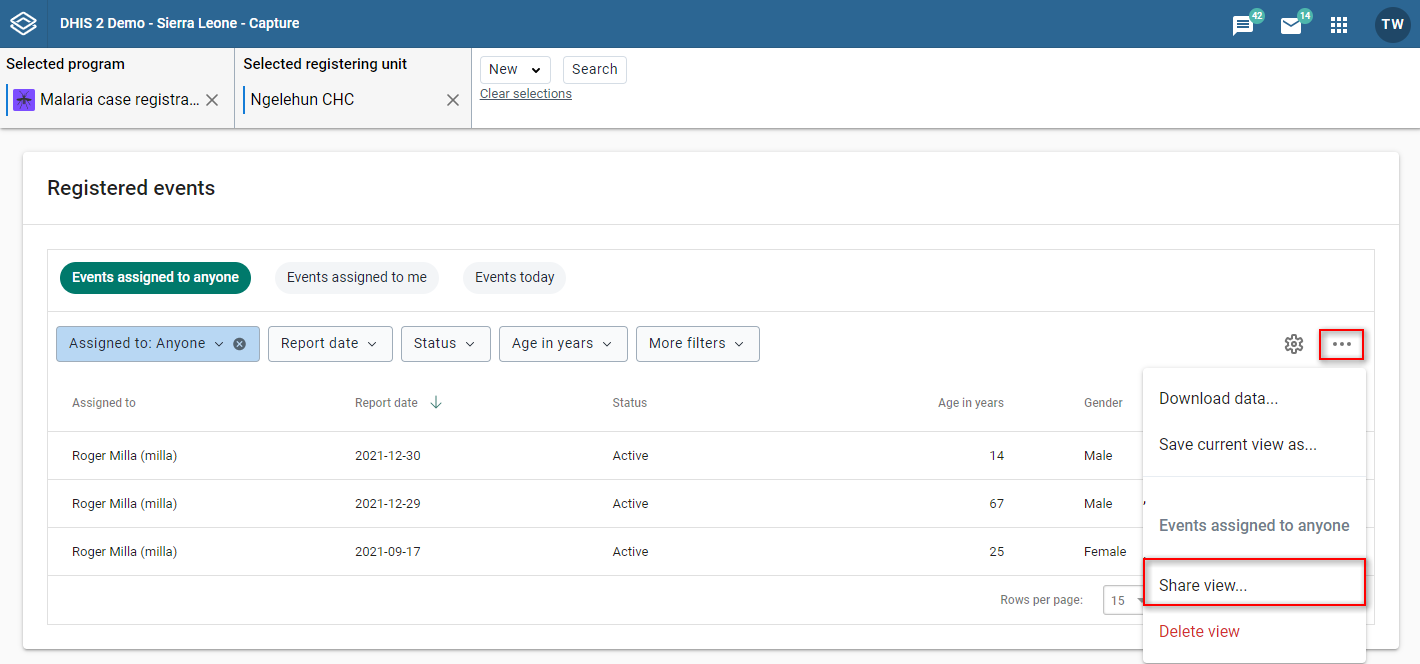 DHIS 2 Demo - Sierra Leone - Capture
42
14
TW
Selected program
Malaria case registra...
Selected registering unit
Ngelehun CHC
New
Search
Clear selections
Registered events
Events assigned to anyone
Events assigned to me
Events today
Assigned to: Anyone
Report date
Status
Age in years
More filters
Assigned to Report date Status Age in years Gender
Roger Milla (milla) 2021-12-30 Active 14 Male
Roger Milla (milla) 2021-12-29 Active 67 Male
Roger Milla (milla) 2021-09-17 Active 25 Female
Rows per page: 15
Download data...
Save current view as...
Events assigned to anyone
Share view...
Delete view